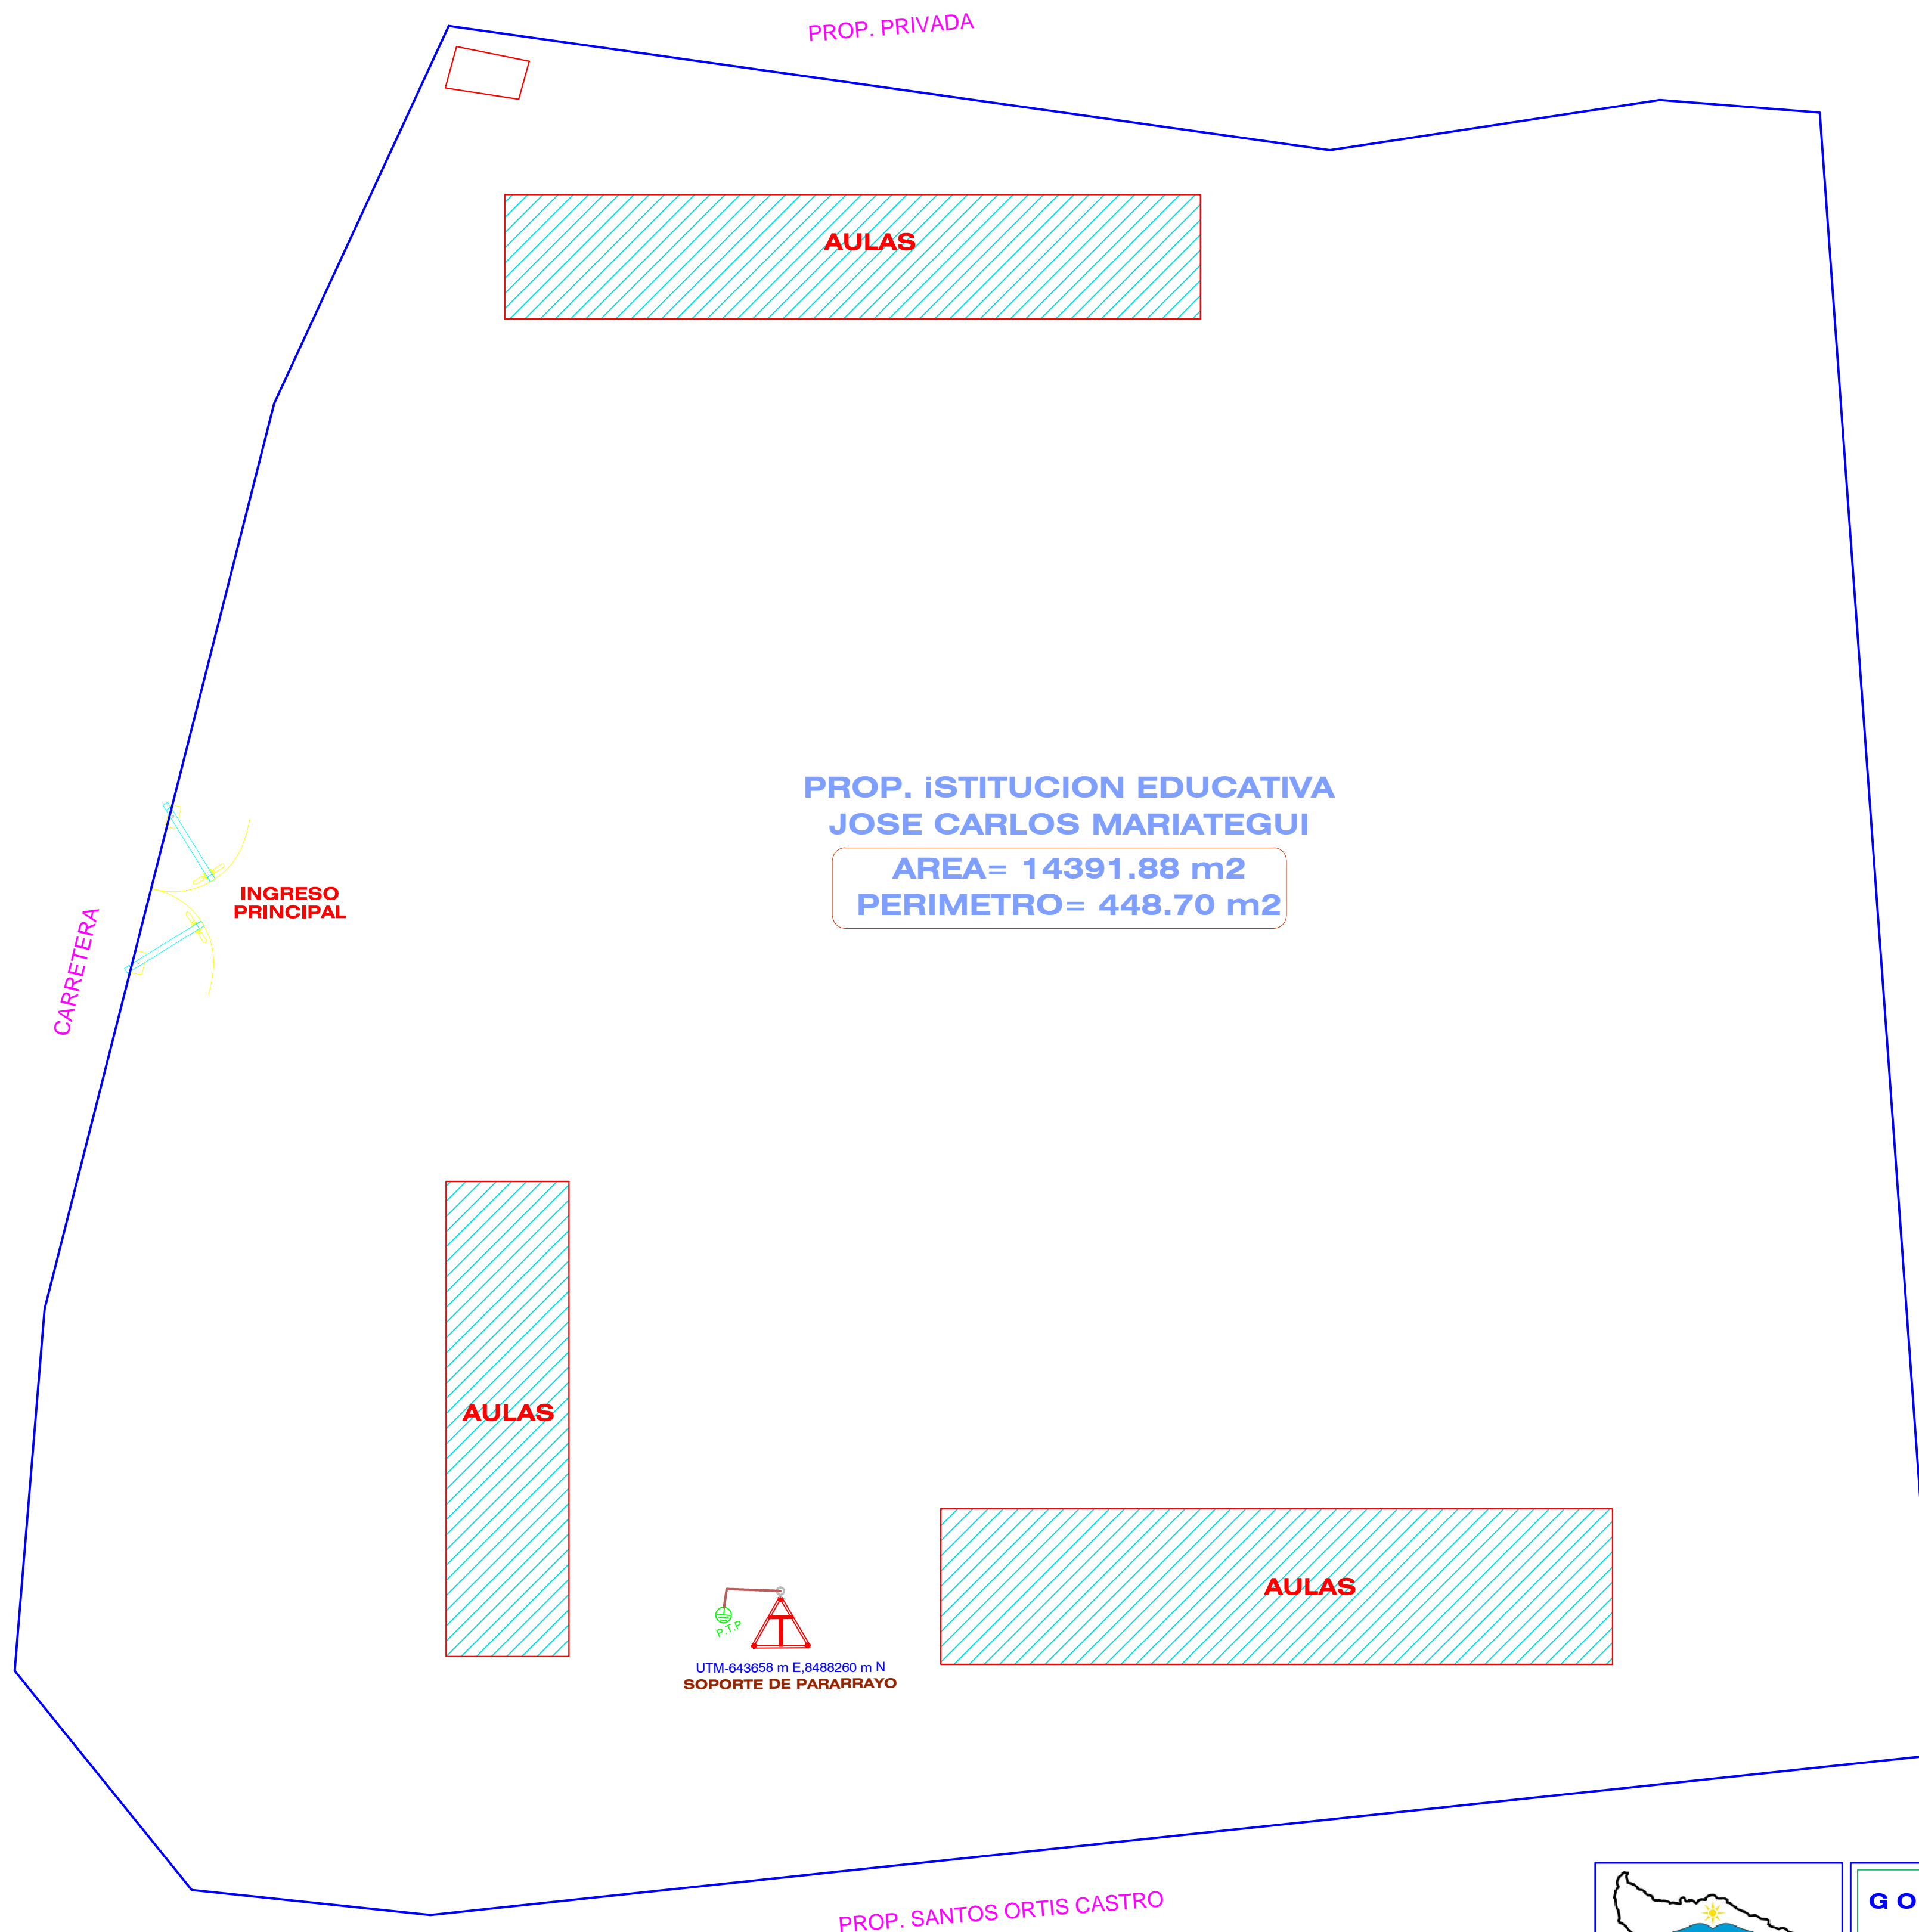 PROP. PRIVADA
AULAS
PROP. iSTITUCION EDUCATIVA
JOSE CARLOS MARIATEGUI
AREA= 14391.88 m2
PERIMETRO= 448.70 m2
INGRESO
PRINCIPAL
CARRETERA
AULAS
AULAS
P.T.P
T
UTM-643658 m E,8488260 m N
SOPORTE DE PARARRAYO
PROP. SANTOS ORTIS CASTRO
G O